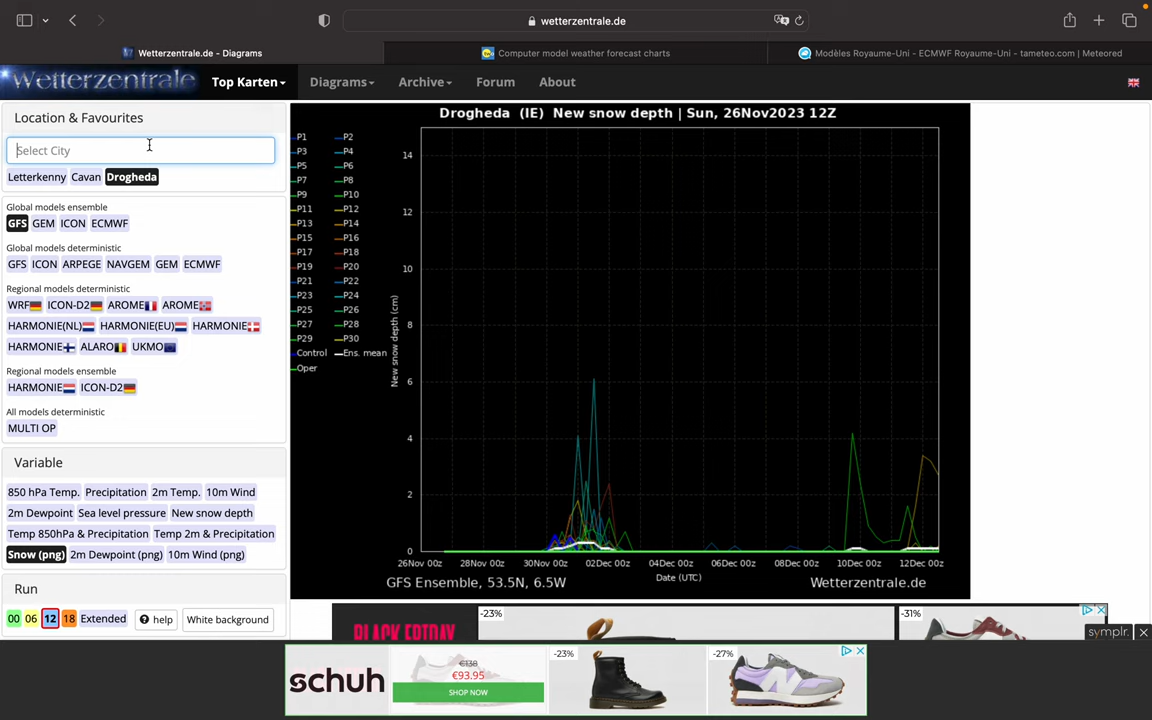 wetterzentrale.de
Wetterzentrale.de - Diagrams
Computer model weather forecast charts
Modèles Royaume-Uni - ECMWF Royaume-Uni - tameteo.com | Meteored
Wetterzentrale
Top Karten
Diagrams
Archive
Forum
About
Location & Favourites
Select City
Letterkenny Cavan Drogheda
Global models ensemble
GFS GEM ICON ECMWF
Global models deterministic
GFS ICON ARPEGE NAVGEM GEM ECMWF
Regional models deterministic
WRF ICON-D2 AROME AROME
HARMONIE(NL) HARMONIE(EU) HARMONIE
HARMONIE ALARO UKMO
Regional models ensemble
HARMONIE ICON-D2
All models deterministic
MULTI OP
Variable
850 hPa Temp. Precipitation 2m Temp. 10m Wind
2m Dewpoint Sea level pressure New snow depth
Temp 850hPa & Precipitation Temp 2m & Precipitation
Snow (png) 2m Dewpoint (png) 10m Wind (png)
Run
00 06 12 18 Extended help White background
Drogheda (IE) New snow depth | Sun, 26Nov2023 12Z
P1 P2
P3 P4
P5 P6
P7 P8
P9 P10
P11 P12
P13 P14
P15 P16
P17 P18
P19 P20
P21 P22
P23 P24
P25 P26
P27 P28
P29 P30
Control Ens. mean
Oper
New snow depth (cm)
14
12
10
8
6
4
2
0
26Nov 00z 28Nov 00z 30Nov 00z 02Dec 00z 04Dec 00z 06Dec 00z 08Dec 00z 10Dec 00z 12Dec 00z
Date (UTC)
GFS Ensemble, 53.5N, 6.5W
Wetterzentrale.de
BLACK FRIDAY
-23%
-31%
symplr.
schuh
€138
€93.95
SHOP NOW
-23%
-27%